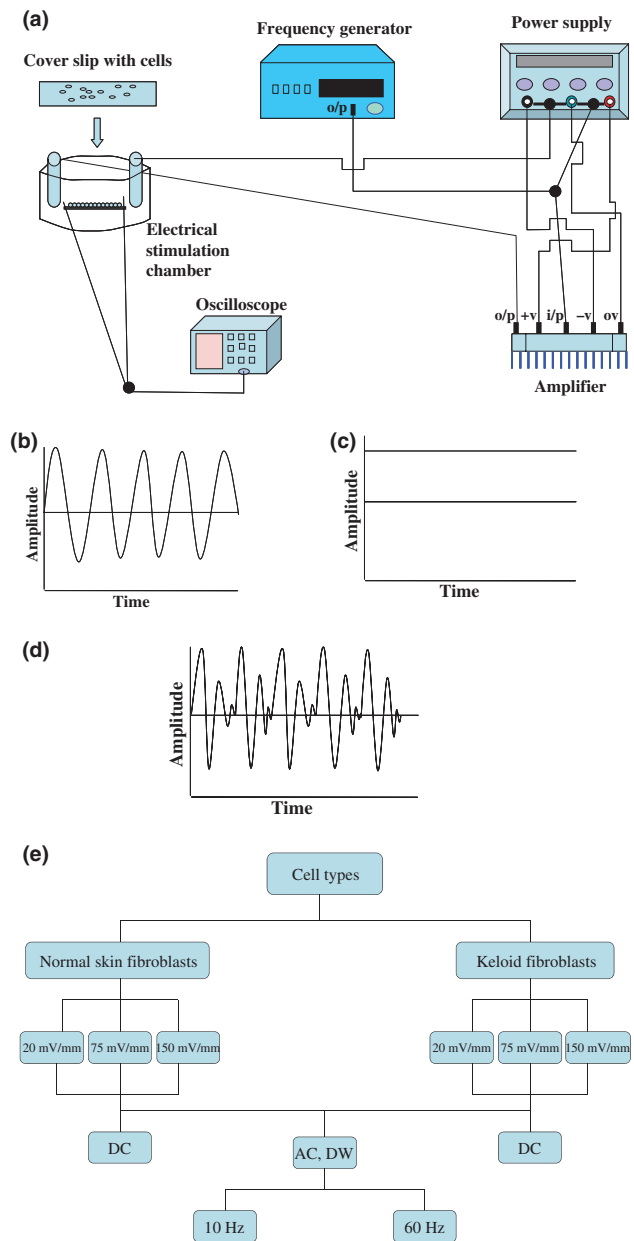 (a)
Frequency generator
Power supply
Cover slip with cells
o/p
Electrical
stimulation
chamber
Oscilloscope
o/p +v i/p –v ov
Amplifier
(b)
Amplitude
Time
(c)
Amplitude
Time
(d)
Amplitude
Time
(e)
Cell types
Normal skin fibroblasts
Keloid fibroblasts
20 mV/mm
75 mV/mm
150 mV/mm
20 mV/mm
75 mV/mm
150 mV/mm
DC
AC, DW
DC
10 Hz
60 Hz